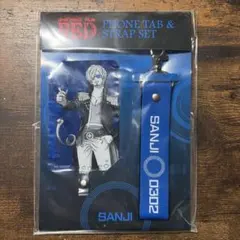 RED
PHONE TAB &
STRAP SET
SANJI 0302
SANJI